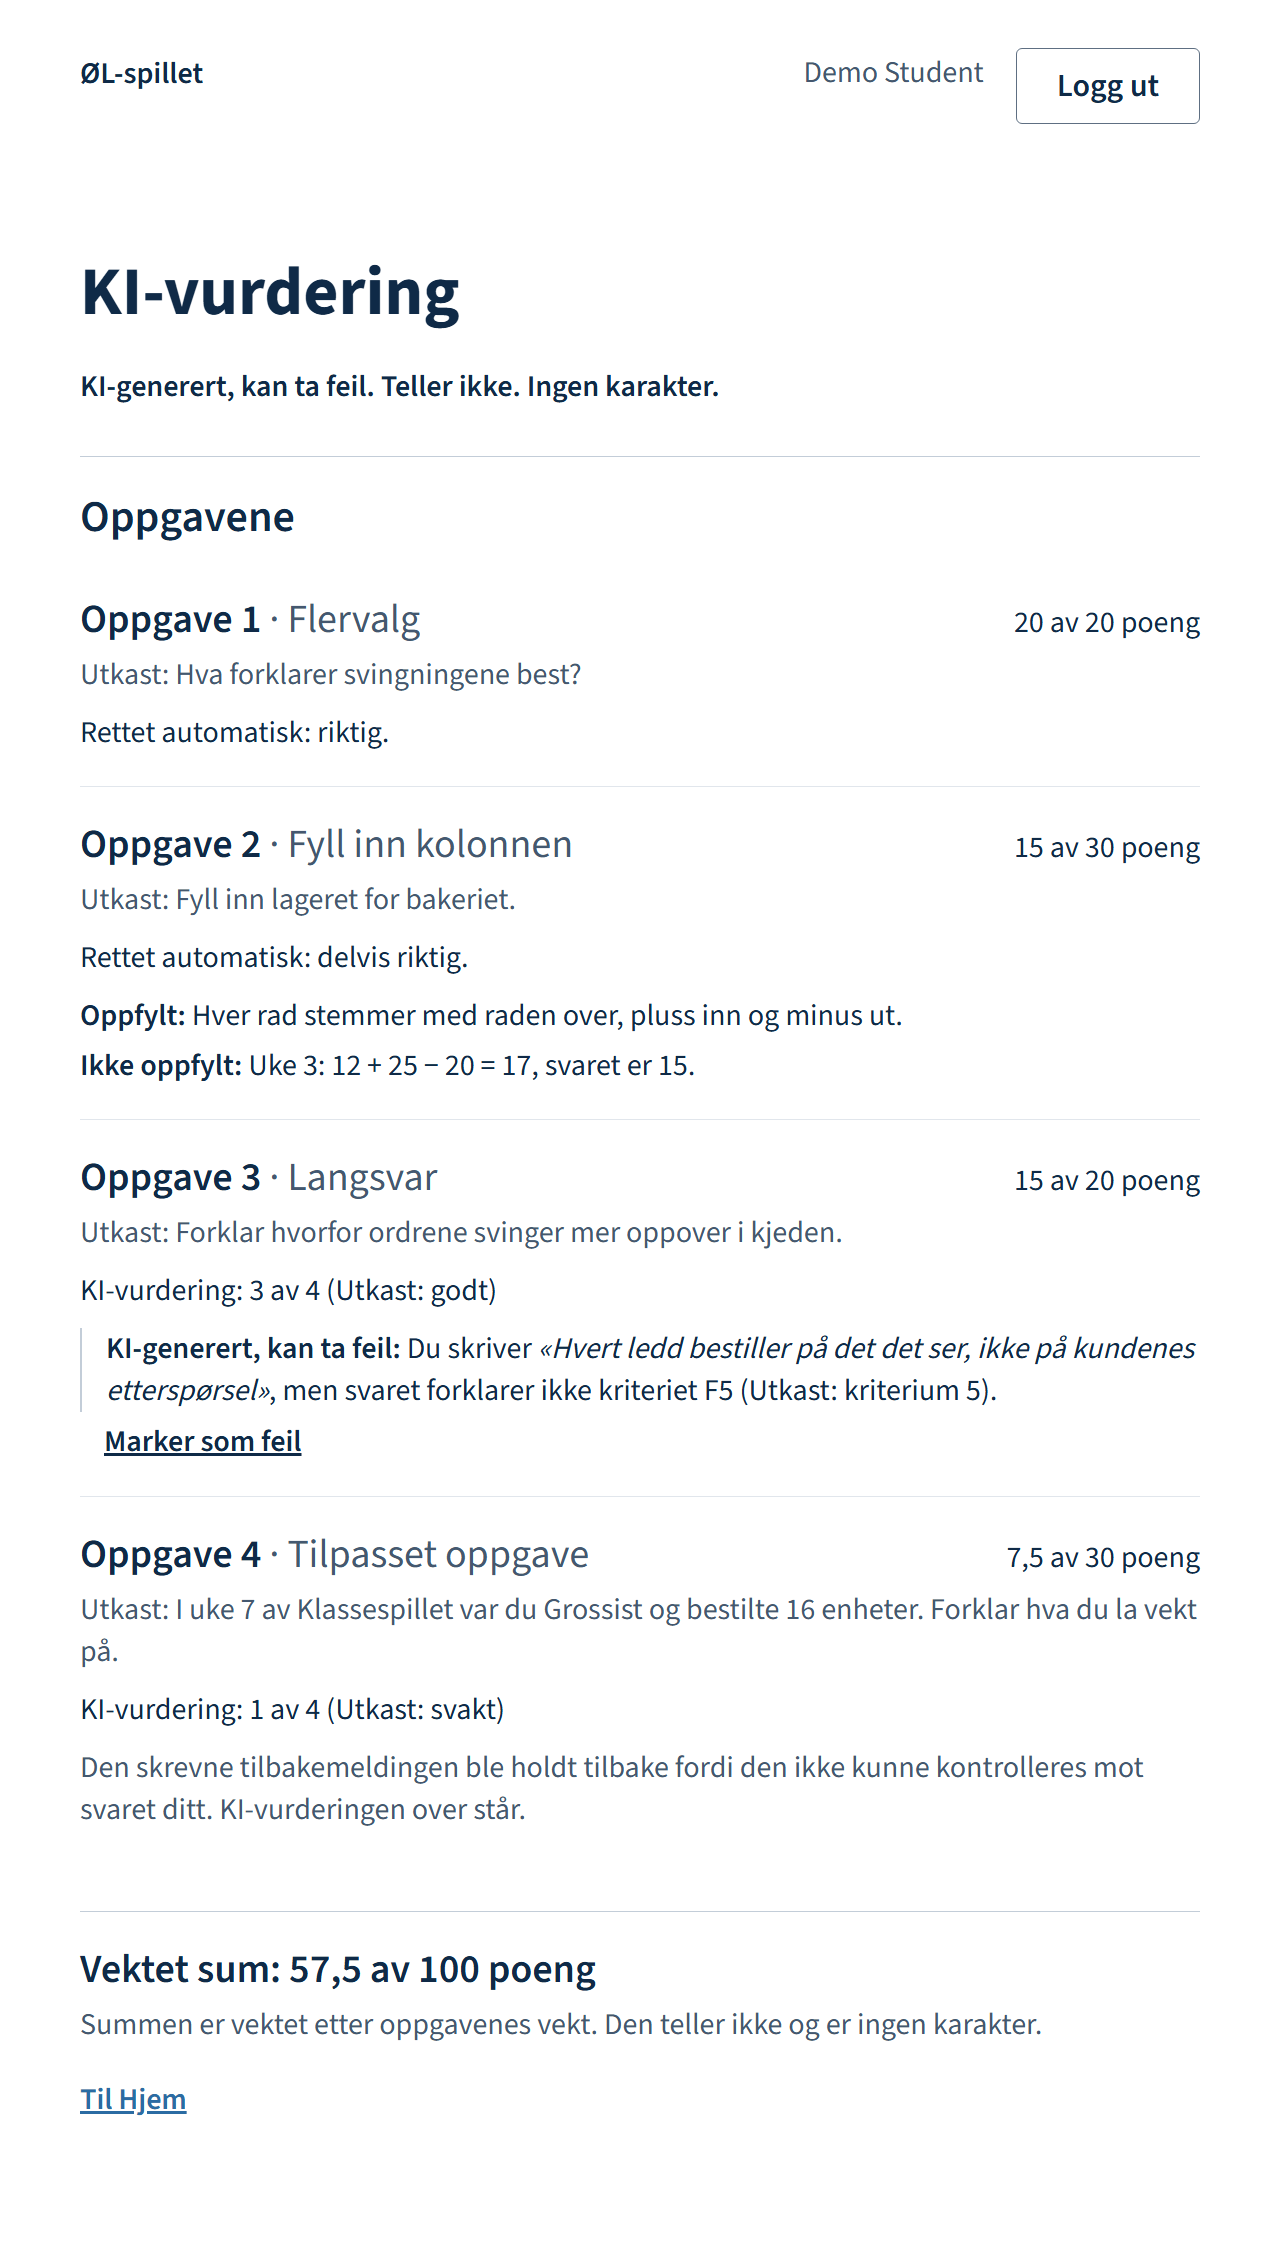 ØL-spillet
Demo Student
Logg ut
KI-vurdering
KI-generert, kan ta feil. Teller ikke. Ingen karakter.
Oppgavene
Oppgave 1 · Flervalg
20 av 20 poeng
Utkast: Hva forklarer svingningene best?
Rettet automatisk: riktig.
Oppgave 2 · Fyll inn kolonnen
15 av 30 poeng
Utkast: Fyll inn lageret for bakeriet.
Rettet automatisk: delvis riktig.
Oppfylt: Hver rad stemmer med raden over, pluss inn og minus ut.
Ikke oppfylt: Uke 3: 12 + 25 − 20 = 17, svaret er 15.
Oppgave 3 · Langsvar
15 av 20 poeng
Utkast: Forklar hvorfor ordrene svinger mer oppover i kjeden.
KI-vurdering: 3 av 4 (Utkast: godt)
KI-generert, kan ta feil: Du skriver «Hvert ledd bestiller på det det ser, ikke på kundenes
etterspørsel», men svaret forklarer ikke kriteriet F5 (Utkast: kriterium 5).
Marker som feil
Oppgave 4 · Tilpasset oppgave
7,5 av 30 poeng
Utkast: I uke 7 av Klassespillet var du Grossist og bestilte 16 enheter. Forklar hva du la vekt
på.
KI-vurdering: 1 av 4 (Utkast: svakt)
Den skrevne tilbakemeldingen ble holdt tilbake fordi den ikke kunne kontrolleres mot
svaret ditt. KI-vurderingen over står.
Vektet sum: 57,5 av 100 poeng
Summen er vektet etter oppgavenes vekt. Den teller ikke og er ingen karakter.
Til Hjem